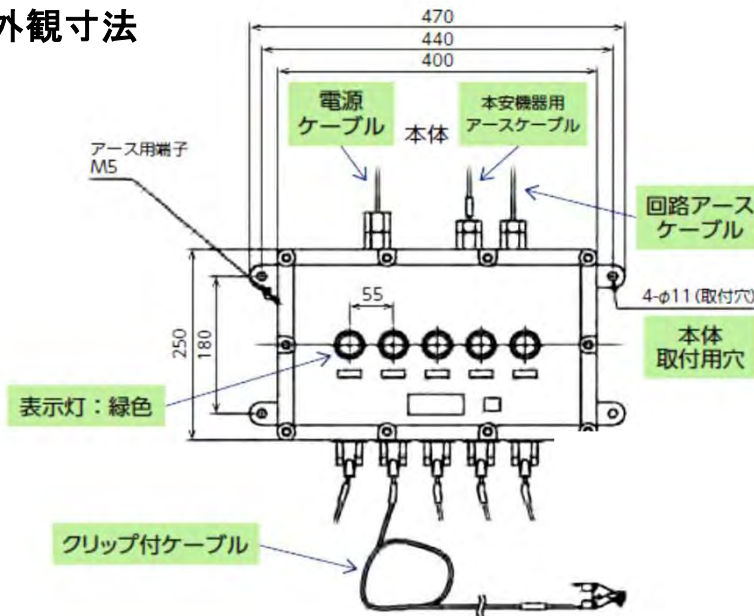 外観寸法
470
440
400
電源
ケーブル
本体
本安機器用
アースケーブル
アース用端子
M5
回路アース
ケーブル
4-φ11(取付穴)
本体
取付用穴
55
250
180
表示灯：緑色
クリップ付ケーブル